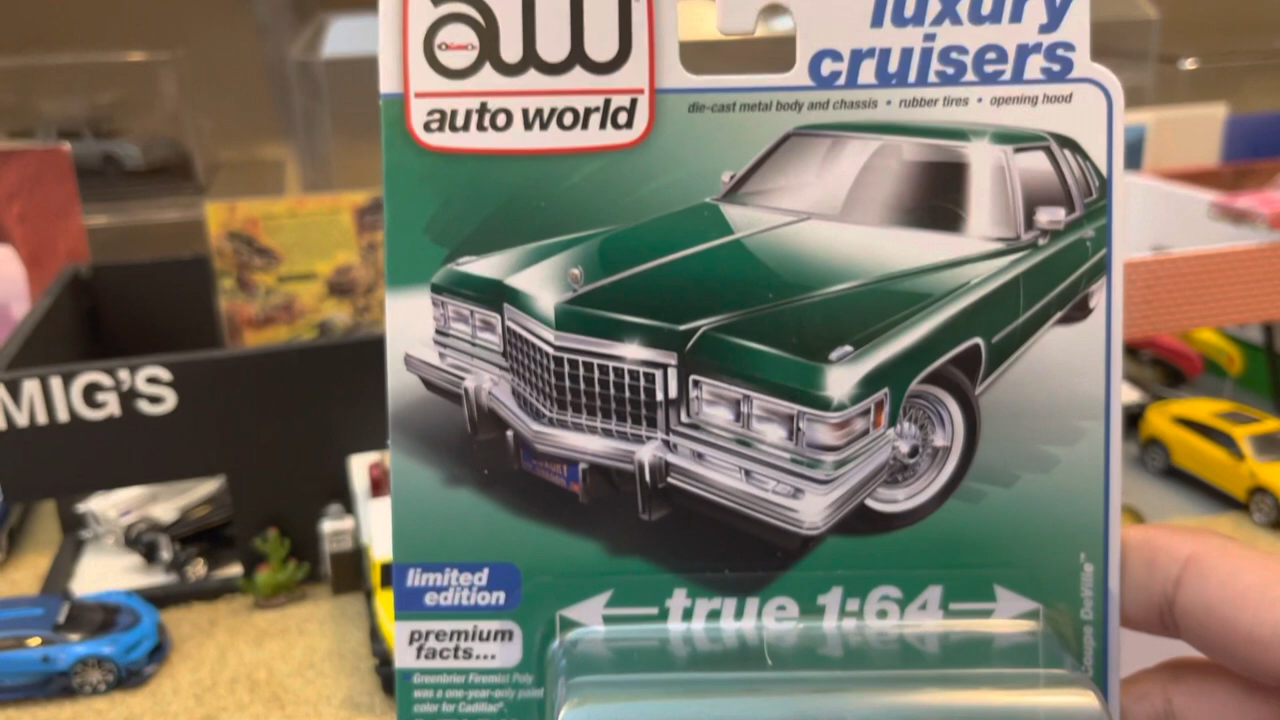 aw
luxury
cruisers
auto world
die-cast metal body and chassis • rubber tires • opening hood
MIG'S
limited
edition
true 1:64
premium
facts...
Greenbrier Firemist Poly
was a one-year-only paint
color for Cadillac®.
Coupe DeVille™